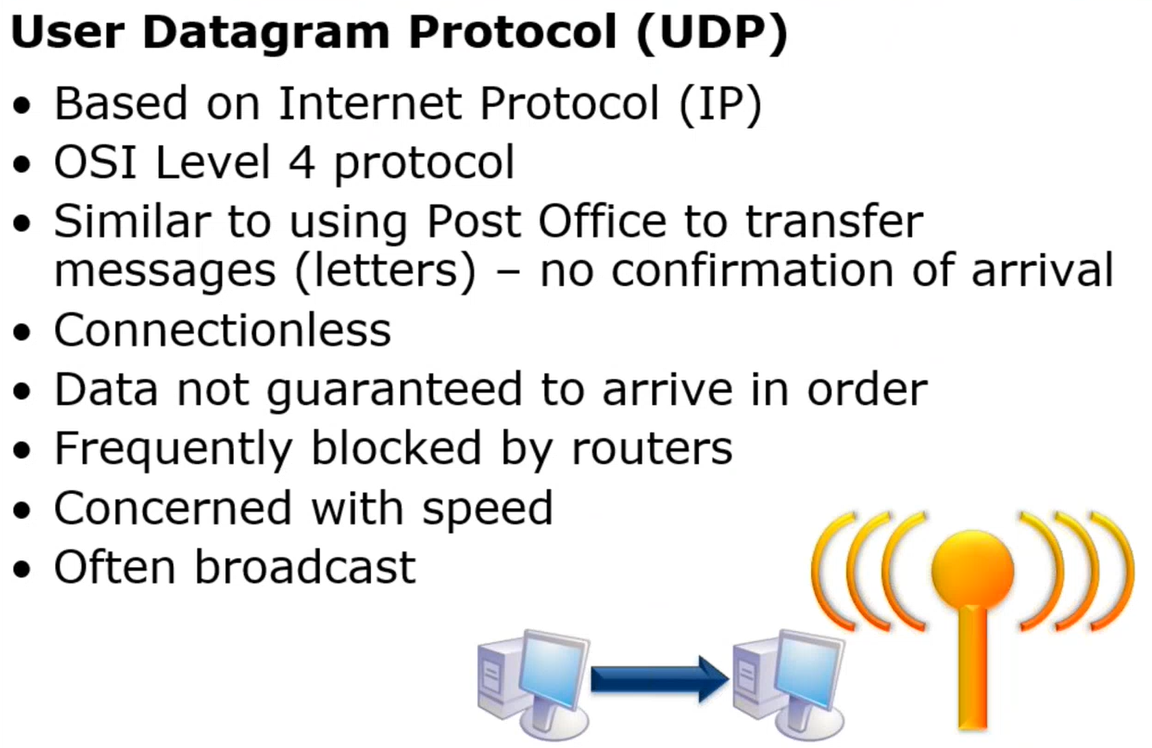 User Datagram Protocol (UDP)
• Based on Internet Protocol (IP)
• OSI Level 4 protocol
• Similar to using Post Office to transfer
messages (letters) – no confirmation of arrival
• Connectionless
• Data not guaranteed to arrive in order
• Frequently blocked by routers
• Concerned with speed
• Often broadcast